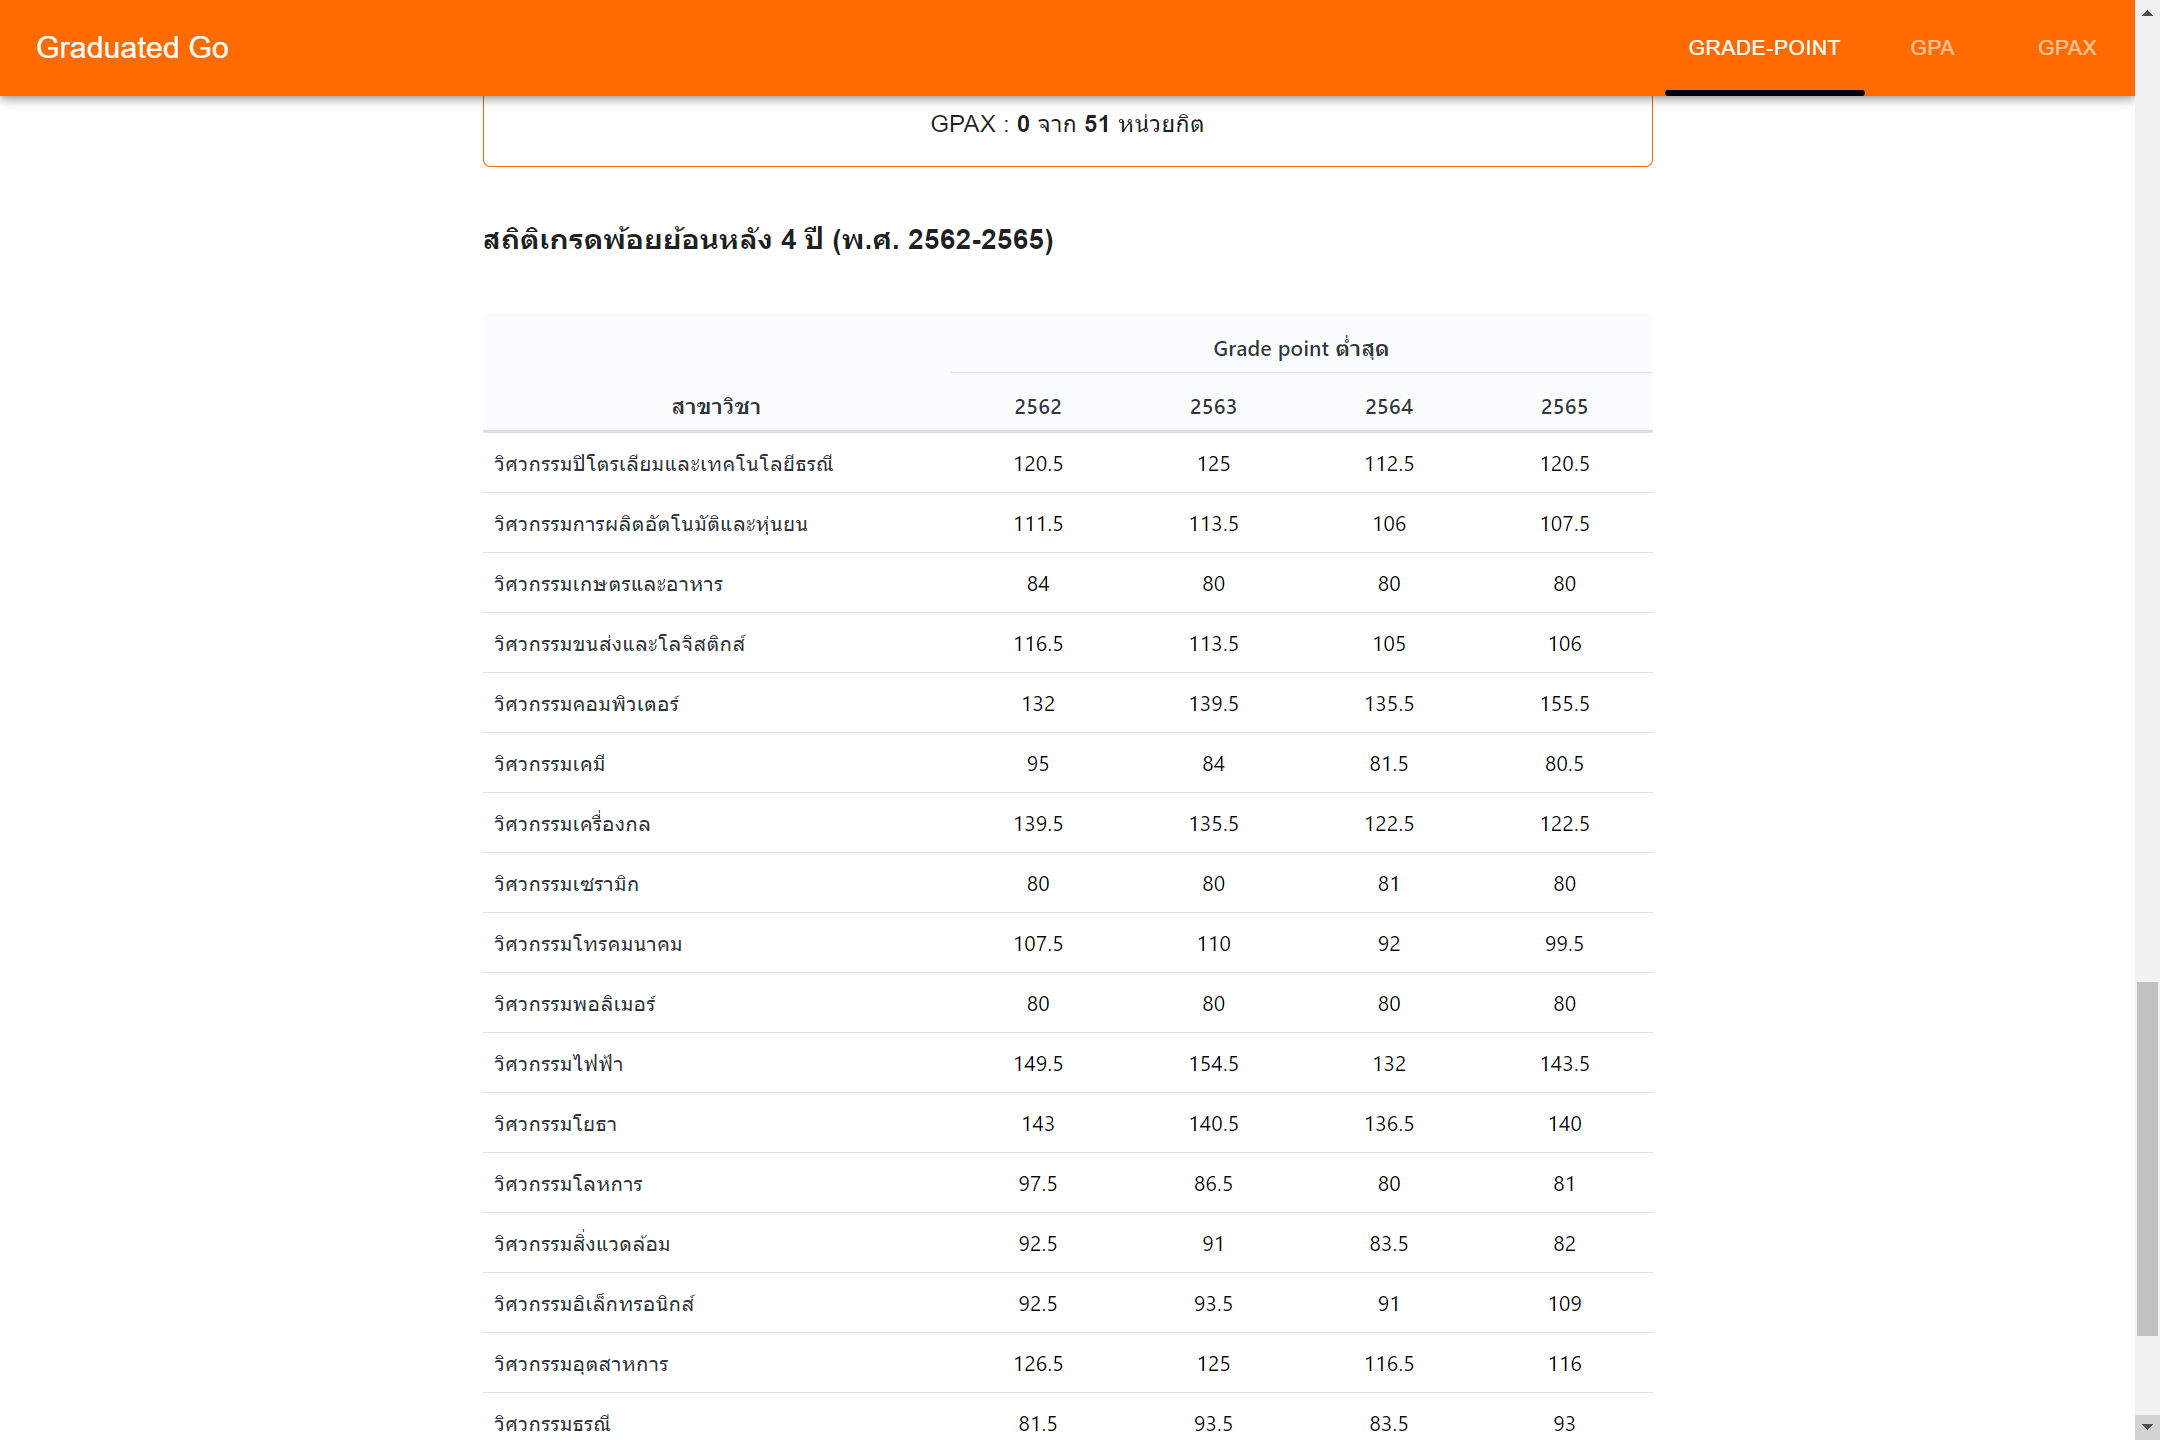 Graduated Go GRADE-POINT GPA GPAX
GPAX : 0 จาก 51 หน่วยกิต
สถิติเกรดพ้อยย้อนหลัง 4 ปี (พ.ศ. 2562-2565)
Grade point ต่ำสุด
สาขาวิชา 2562 2563 2564 2565
วิศวกรรมปิโตรเลียมและเทคโนโลยีธรณี 120.5 125 112.5 120.5
วิศวกรรมการผลิตอัตโนมัติและหุ่นยน 111.5 113.5 106 107.5
วิศวกรรมเกษตรและอาหาร 84 80 80 80
วิศวกรรมขนส่งและโลจิสติกส์ 116.5 113.5 105 106
วิศวกรรมคอมพิวเตอร์ 132 139.5 135.5 155.5
วิศวกรรมเคมี 95 84 81.5 80.5
วิศวกรรมเครื่องกล 139.5 135.5 122.5 122.5
วิศวกรรมเซรามิก 80 80 81 80
วิศวกรรมโทรคมนาคม 107.5 110 92 99.5
วิศวกรรมพอลิเมอร์ 80 80 80 80
วิศวกรรมไฟฟ้า 149.5 154.5 132 143.5
วิศวกรรมโยธา 143 140.5 136.5 140
วิศวกรรมโลหการ 97.5 86.5 80 81
วิศวกรรมสิ่งแวดล้อม 92.5 91 83.5 82
วิศวกรรมอิเล็กทรอนิกส์ 92.5 93.5 91 109
วิศวกรรมอุตสาหการ 126.5 125 116.5 116
วิศวกรรมธรณี 81.5 93.5 83.5 93